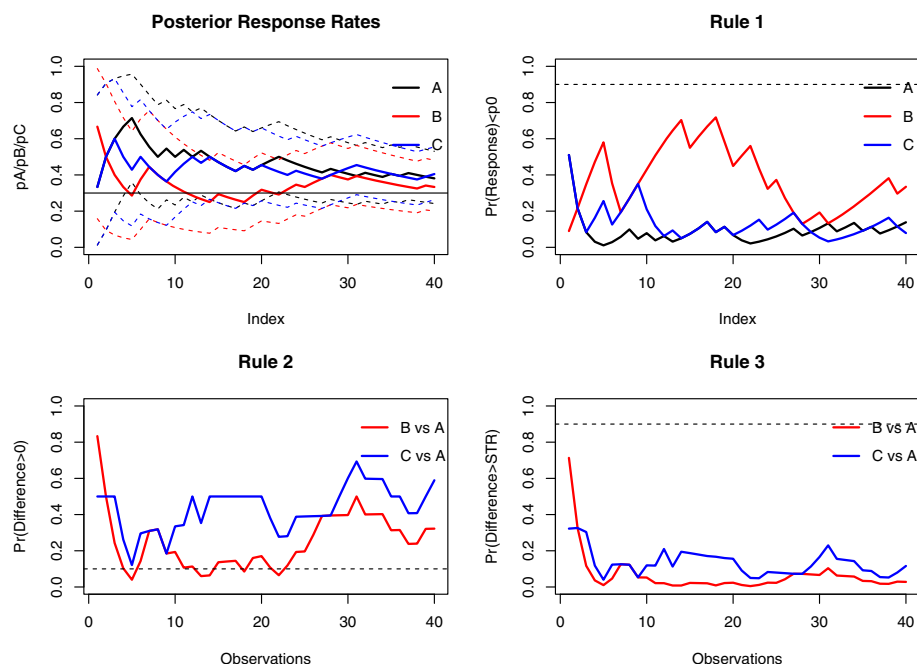 Posterior Response Rates
pA/pB/pC
0.0 0.2 0.4 0.6 0.8 1.0
A
B
C
0 10 20 30 40
Index
Rule 1
Pr(Response)<p0
0.0 0.2 0.4 0.6 0.8 1.0
A
B
C
0 10 20 30 40
Index
Rule 2
Pr(Difference>0)
0.0 0.2 0.4 0.6 0.8 1.0
B vs A
C vs A
0 10 20 30 40
Observations
Rule 3
Pr(Difference>STR)
0.0 0.2 0.4 0.6 0.8 1.0
B vs A
C vs A
0 10 20 30 40
Observations